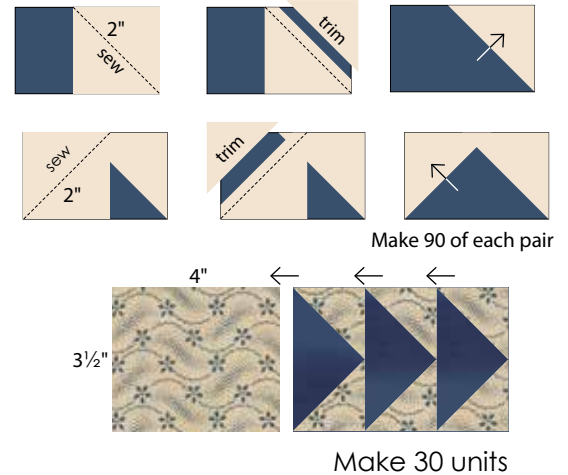 2"
sew
trim
sew
2"
trim
Make 90 of each pair
4"
3½"
Make 30 units